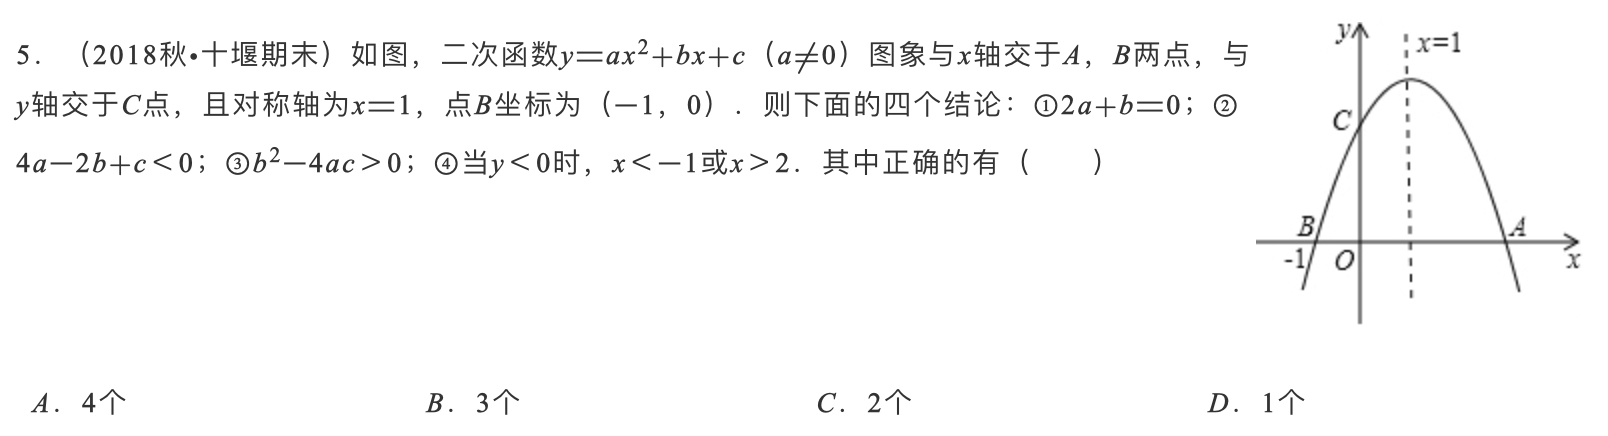 5. (2018秋•十堰期末) 如图, 二次函数y=ax²+bx+c (a≠0) 图象与x轴交于A, B两点, 与
y轴交于C点, 且对称轴为x=1, 点B坐标为 (-1, 0) . 则下面的四个结论: ①2a+b=0; ②
4a-2b+c<0; ③b²-4ac>0; ④当y<0时, x<-1或x>2. 其中正确的有 (  )
y
x=1
C
B
A
-1
O
x
A. 4个 B. 3个 C. 2个 D. 1个